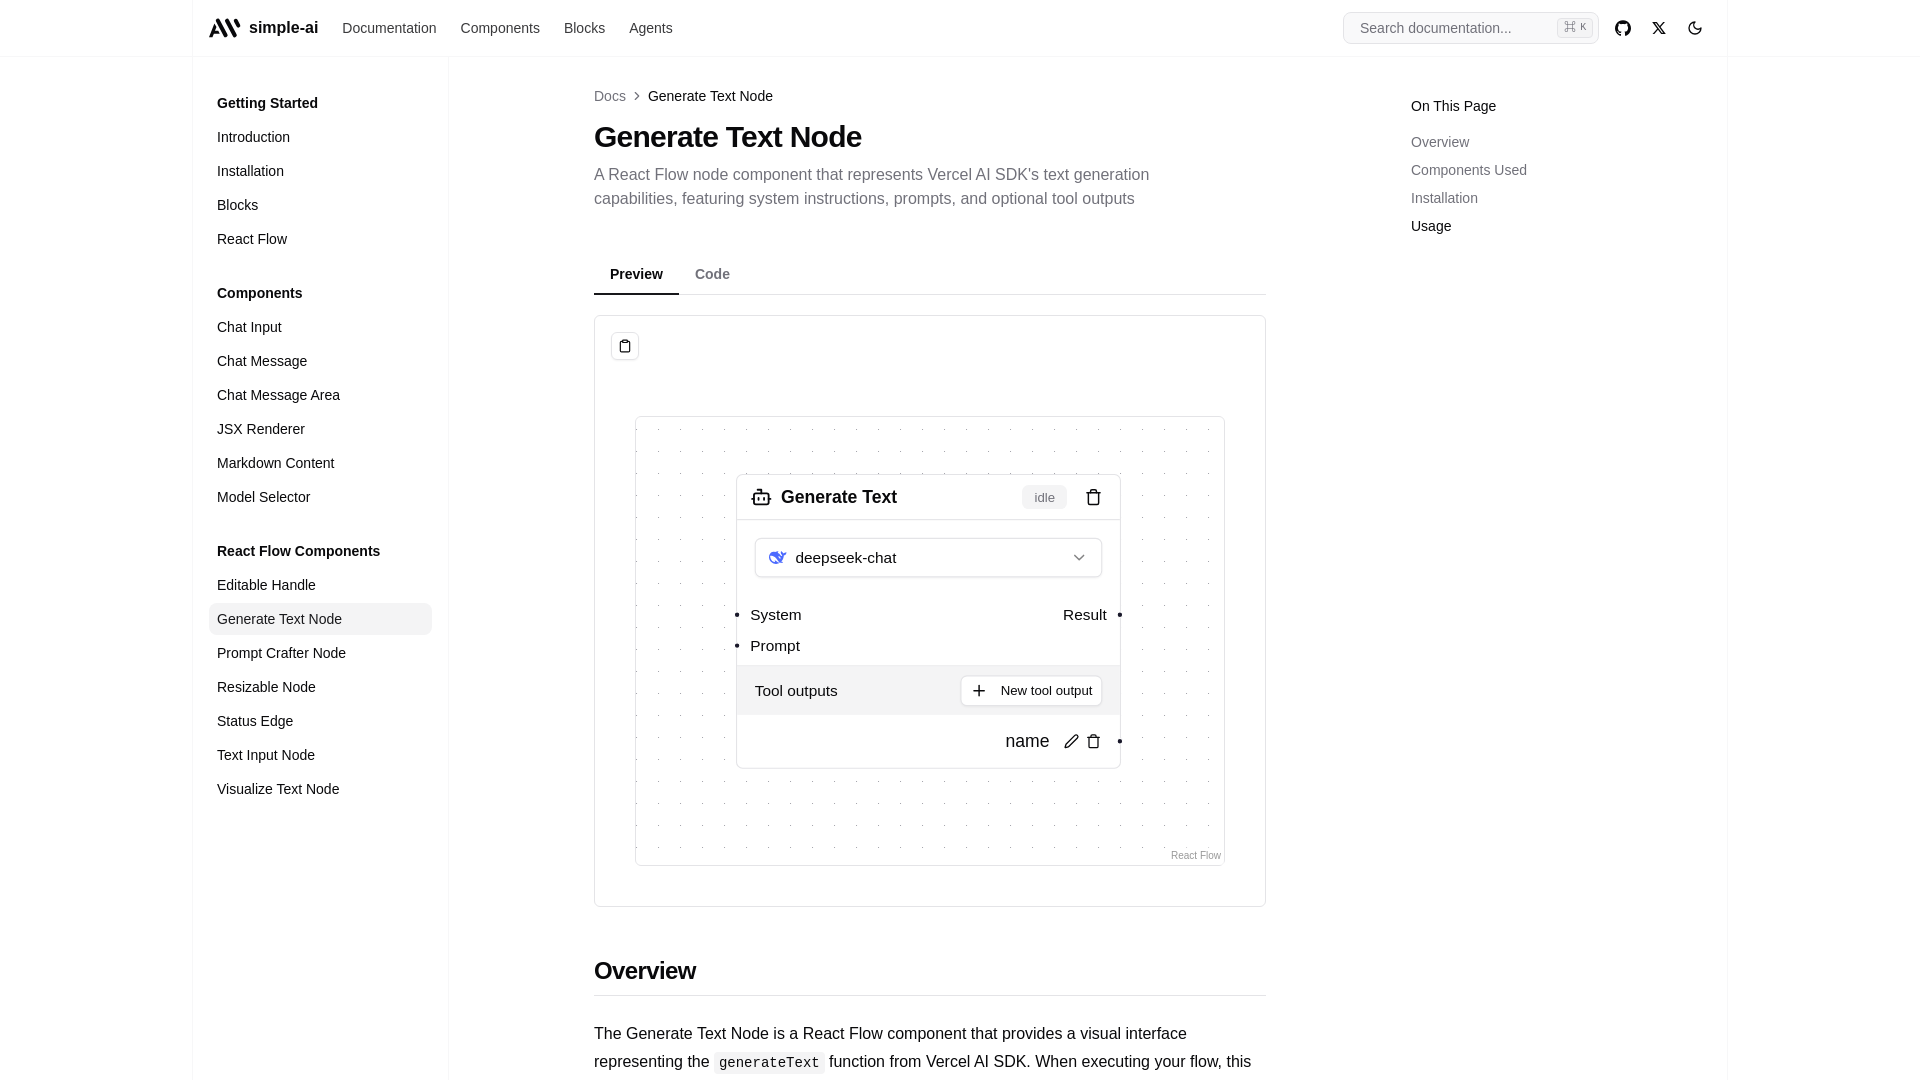 simple-ai
Documentation
Components
Blocks
Agents
Search documentation...
⌘ K
Getting Started
Introduction
Installation
Blocks
React Flow
Components
Chat Input
Chat Message
Chat Message Area
JSX Renderer
Markdown Content
Model Selector
React Flow Components
Editable Handle
Generate Text Node
Prompt Crafter Node
Resizable Node
Status Edge
Text Input Node
Visualize Text Node
Docs > Generate Text Node
Generate Text Node
A React Flow node component that represents Vercel AI SDK's text generation
capabilities, featuring system instructions, prompts, and optional tool outputs
Preview
Code
Generate Text
idle
deepseek-chat
System
Result
Prompt
Tool outputs
New tool output
name
React Flow
Overview
The Generate Text Node is a React Flow component that provides a visual interface
representing the generateText function from Vercel AI SDK. When executing your flow, this
On This Page
Overview
Components Used
Installation
Usage